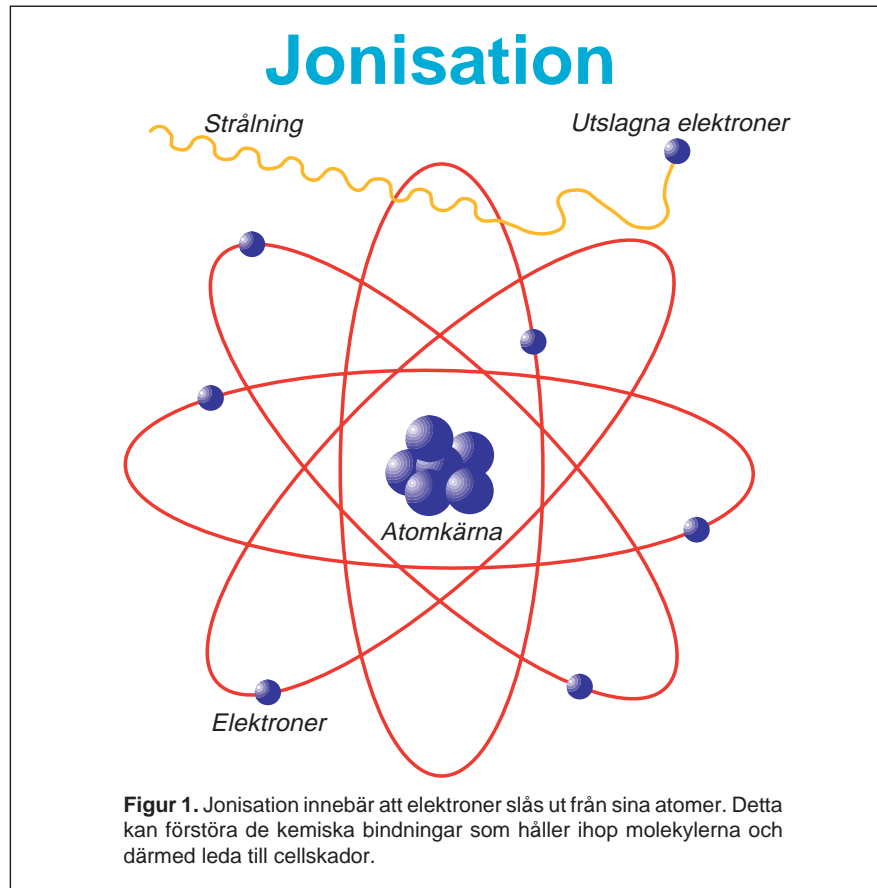 Jonisation
Strålning
Utslagna elektroner
Atomkärna
Elektroner
Figur 1. Jonisation innebär att elektroner slås ut från sina atomer. Detta
kan förstöra de kemiska bindningar som håller ihop molekylerna och
därmed leda till cellskador.